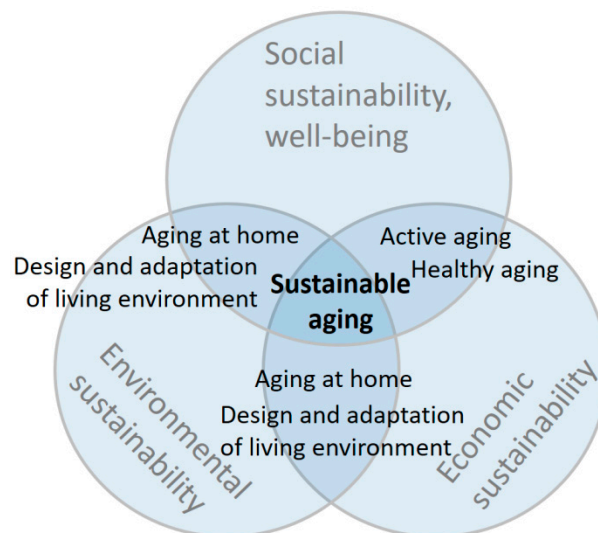 Social
sustainability,
well-being
Aging at home
Design and adaptation
of living environment
Active aging
Healthy aging
Sustainable
aging
Environmental
sustainability
Aging at home
Design and adaptation
of living environment
Economic
sustainability